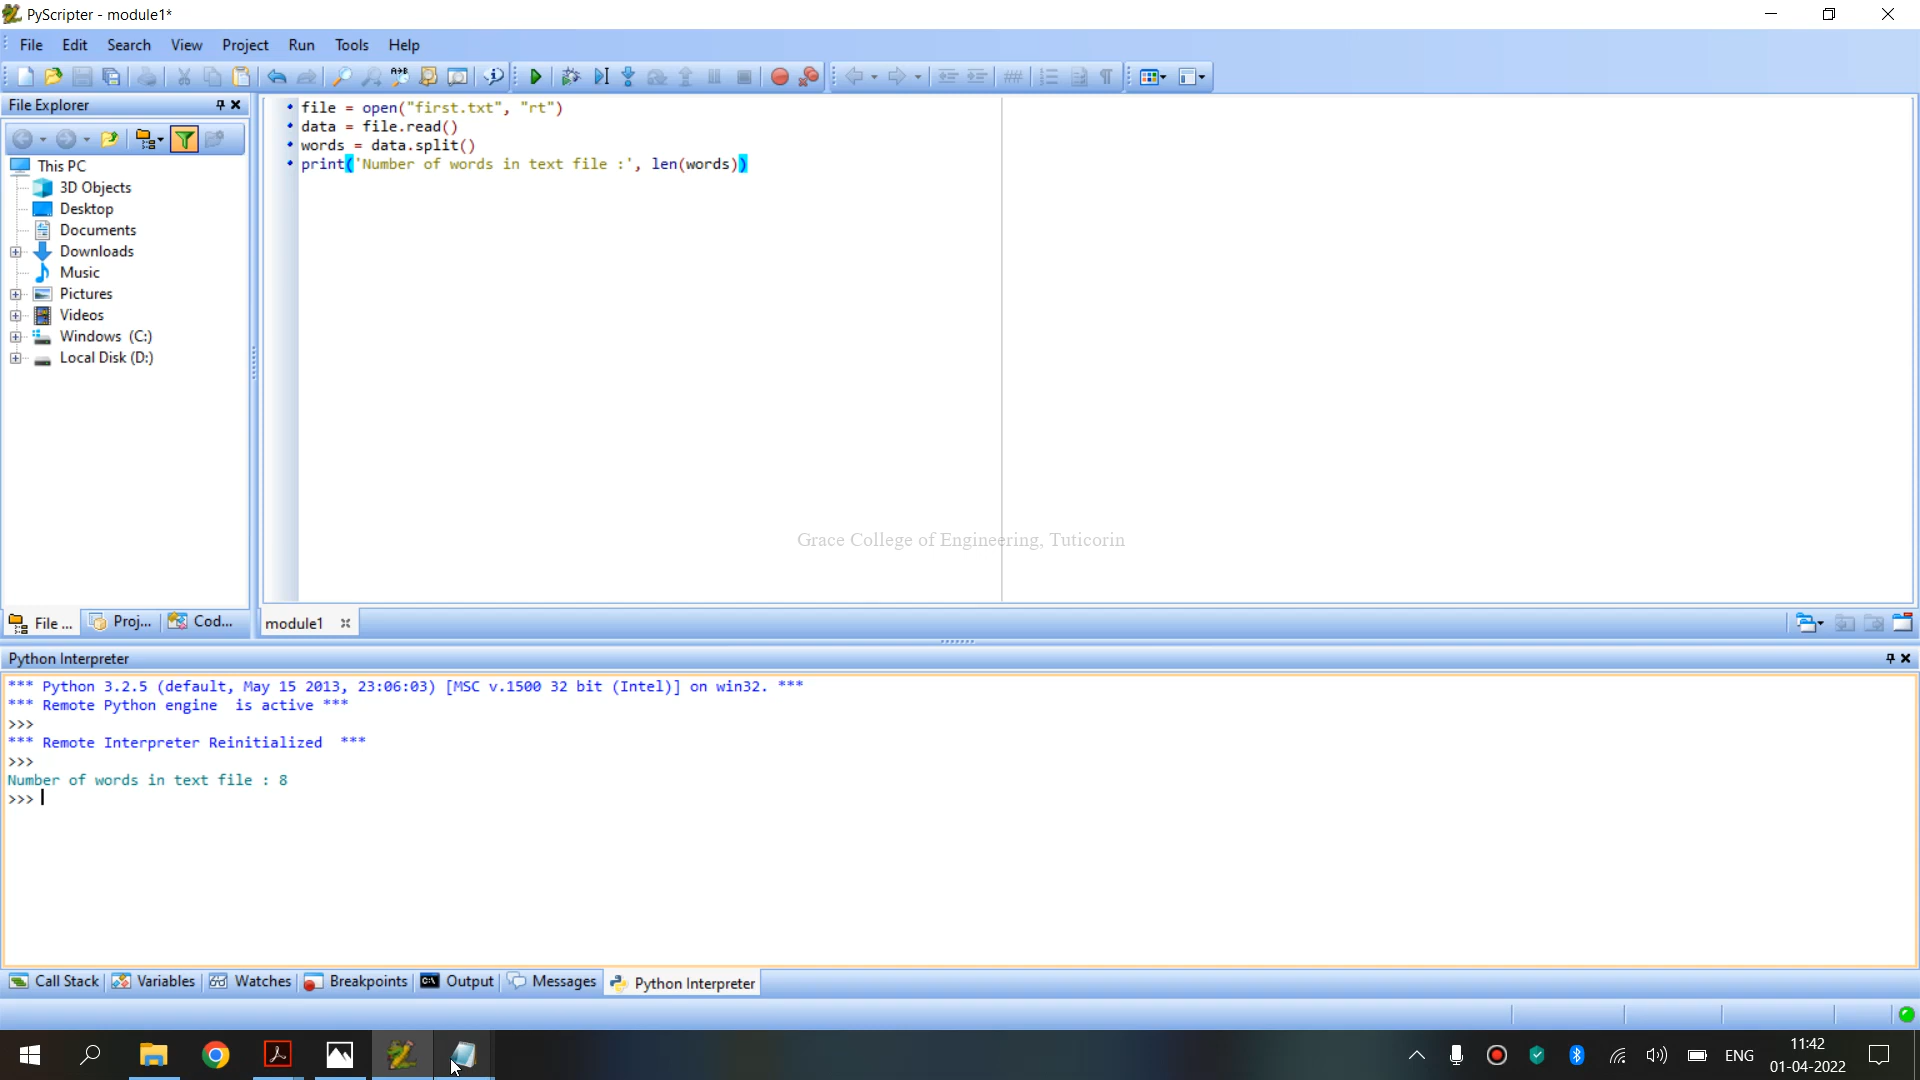 PyScripter - module1*
File Edit Search View Project Run Tools Help
File Explorer
This PC
3D Objects
Desktop
Documents
Downloads
Music
Pictures
Videos
Windows (C:)
Local Disk (D:)
File ... Proj... Cod...
file = open("first.txt", "rt")
data = file.read()
words = data.split()
print('Number of words in text file :', len(words))
Grace College of Engineering, Tuticorin
module1
Python Interpreter
*** Python 3.2.5 (default, May 15 2013, 23:06:03) [MSC v.1500 32 bit (Intel)] on win32. ***
*** Remote Python engine  is active ***
>>>
*** Remote Interpreter Reinitialized  ***
>>>
Number of words in text file : 8
>>>
Call Stack Variables Watches Breakpoints Output Messages Python Interpreter
ENG
11:42
01-04-2022